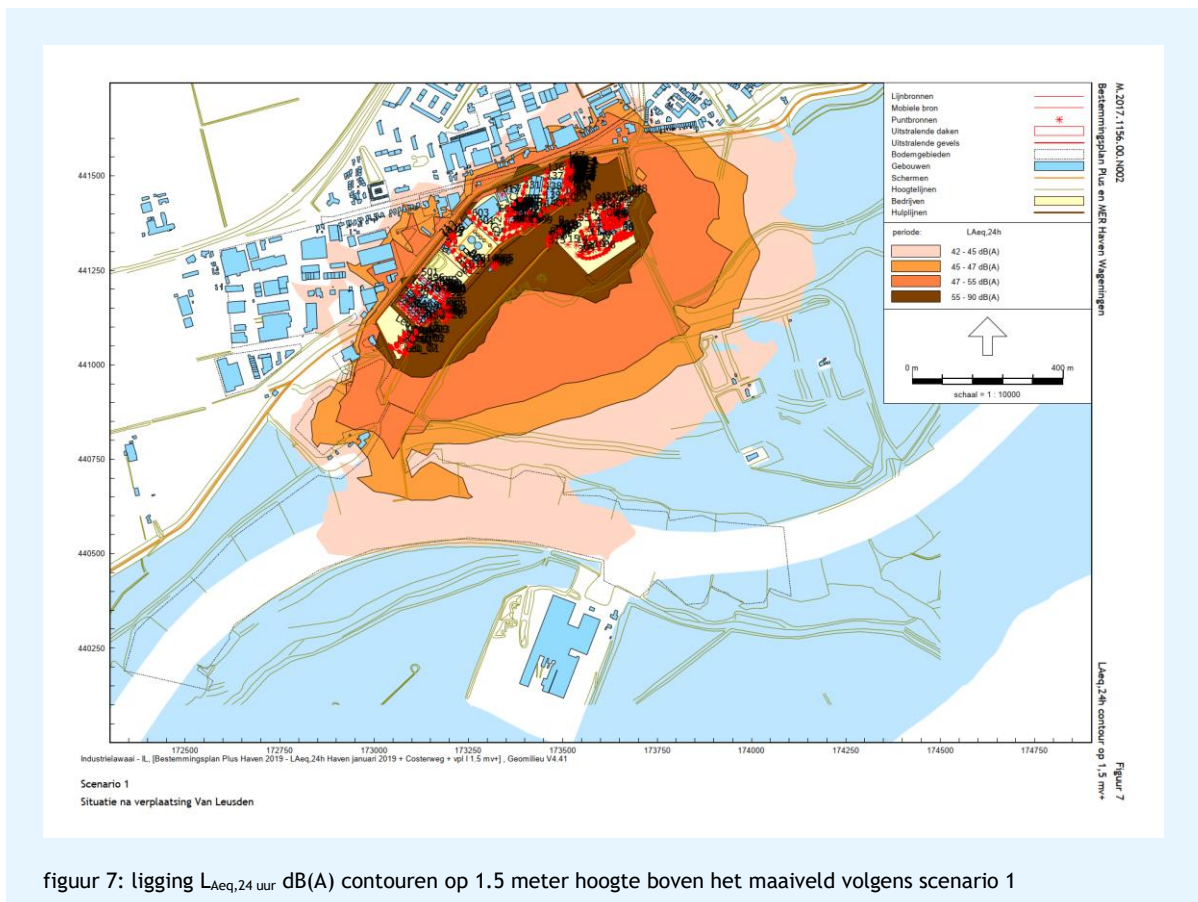 Lijnbronnen
Mobiele bron
Puntbronnen
Uitstralende daken
Uitstralende gevels
Bodemgebieden
Gebouwen
Schermen
Hoogtelijnen
Bedrijven
Hulplijnen
periode: LAeq,24h
42 - 45 dB(A)
45 - 47 dB(A)
47 - 55 dB(A)
55 - 90 dB(A)
0 m 400 m
schaal = 1 : 10000
M.2017.1156.00.N002
Bestemmingsplan Plus en MER Haven Wageningen
LAeq,24h contour op 1,5 mv+
Figuur 7
441500
441250
441000
440750
440500
440250
172500 172750 173000 173250 173500 173750 174000 174250 174500 174750
Industrielawaai - IL, [Bestemmingsplan Plus Haven 2019 - LAeq,24h Haven januari 2019 + Costerweg + vpl I 1.5 mv+] , Geomilieu V4.41
Scenario 1
Situatie na verplaatsing Van Leusden
figuur 7: ligging LAeq,24 uur dB(A) contouren op 1.5 meter hoogte boven het maaiveld volgens scenario 1